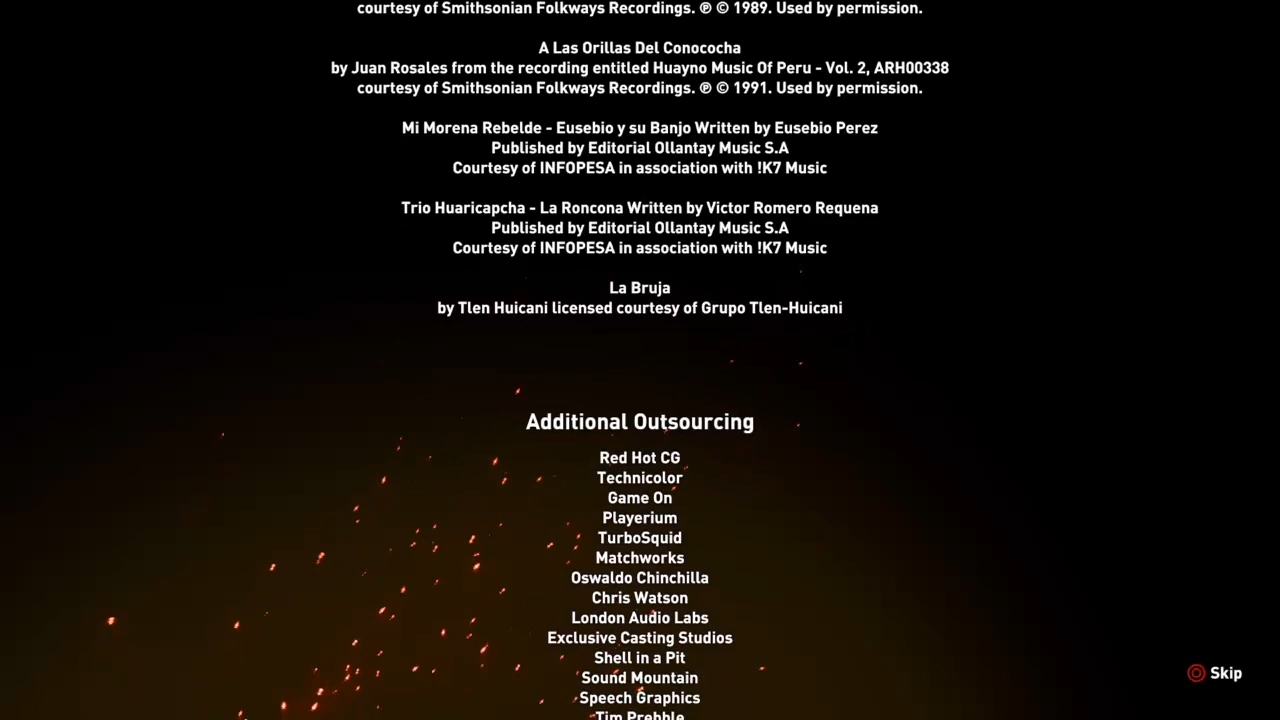 courtesy of Smithsonian Folkways Recordings. ℗ © 1989. Used by permission.
A Las Orillas Del Conococha
by Juan Rosales from the recording entitled Huayno Music Of Peru - Vol. 2, ARH00338
courtesy of Smithsonian Folkways Recordings. ℗ © 1991. Used by permission.
Mi Morena Rebelde - Eusebio y su Banjo Written by Eusebio Perez
Published by Editorial Ollantay Music S.A
Courtesy of INFOPESA in association with !K7 Music
Trio Huaricapcha - La Roncona Written by Victor Romero Requena
Published by Editorial Ollantay Music S.A
Courtesy of INFOPESA in association with !K7 Music
La Bruja
by Tlen Huicani licensed courtesy of Grupo Tlen-Huicani
Additional Outsourcing
Red Hot CG
Technicolor
Game On
Playerium
TurboSquid
Matchworks
Oswaldo Chinchilla
Chris Watson
London Audio Labs
Exclusive Casting Studios
Shell in a Pit
Sound Mountain
Speech Graphics
Tim Prebble
Skip